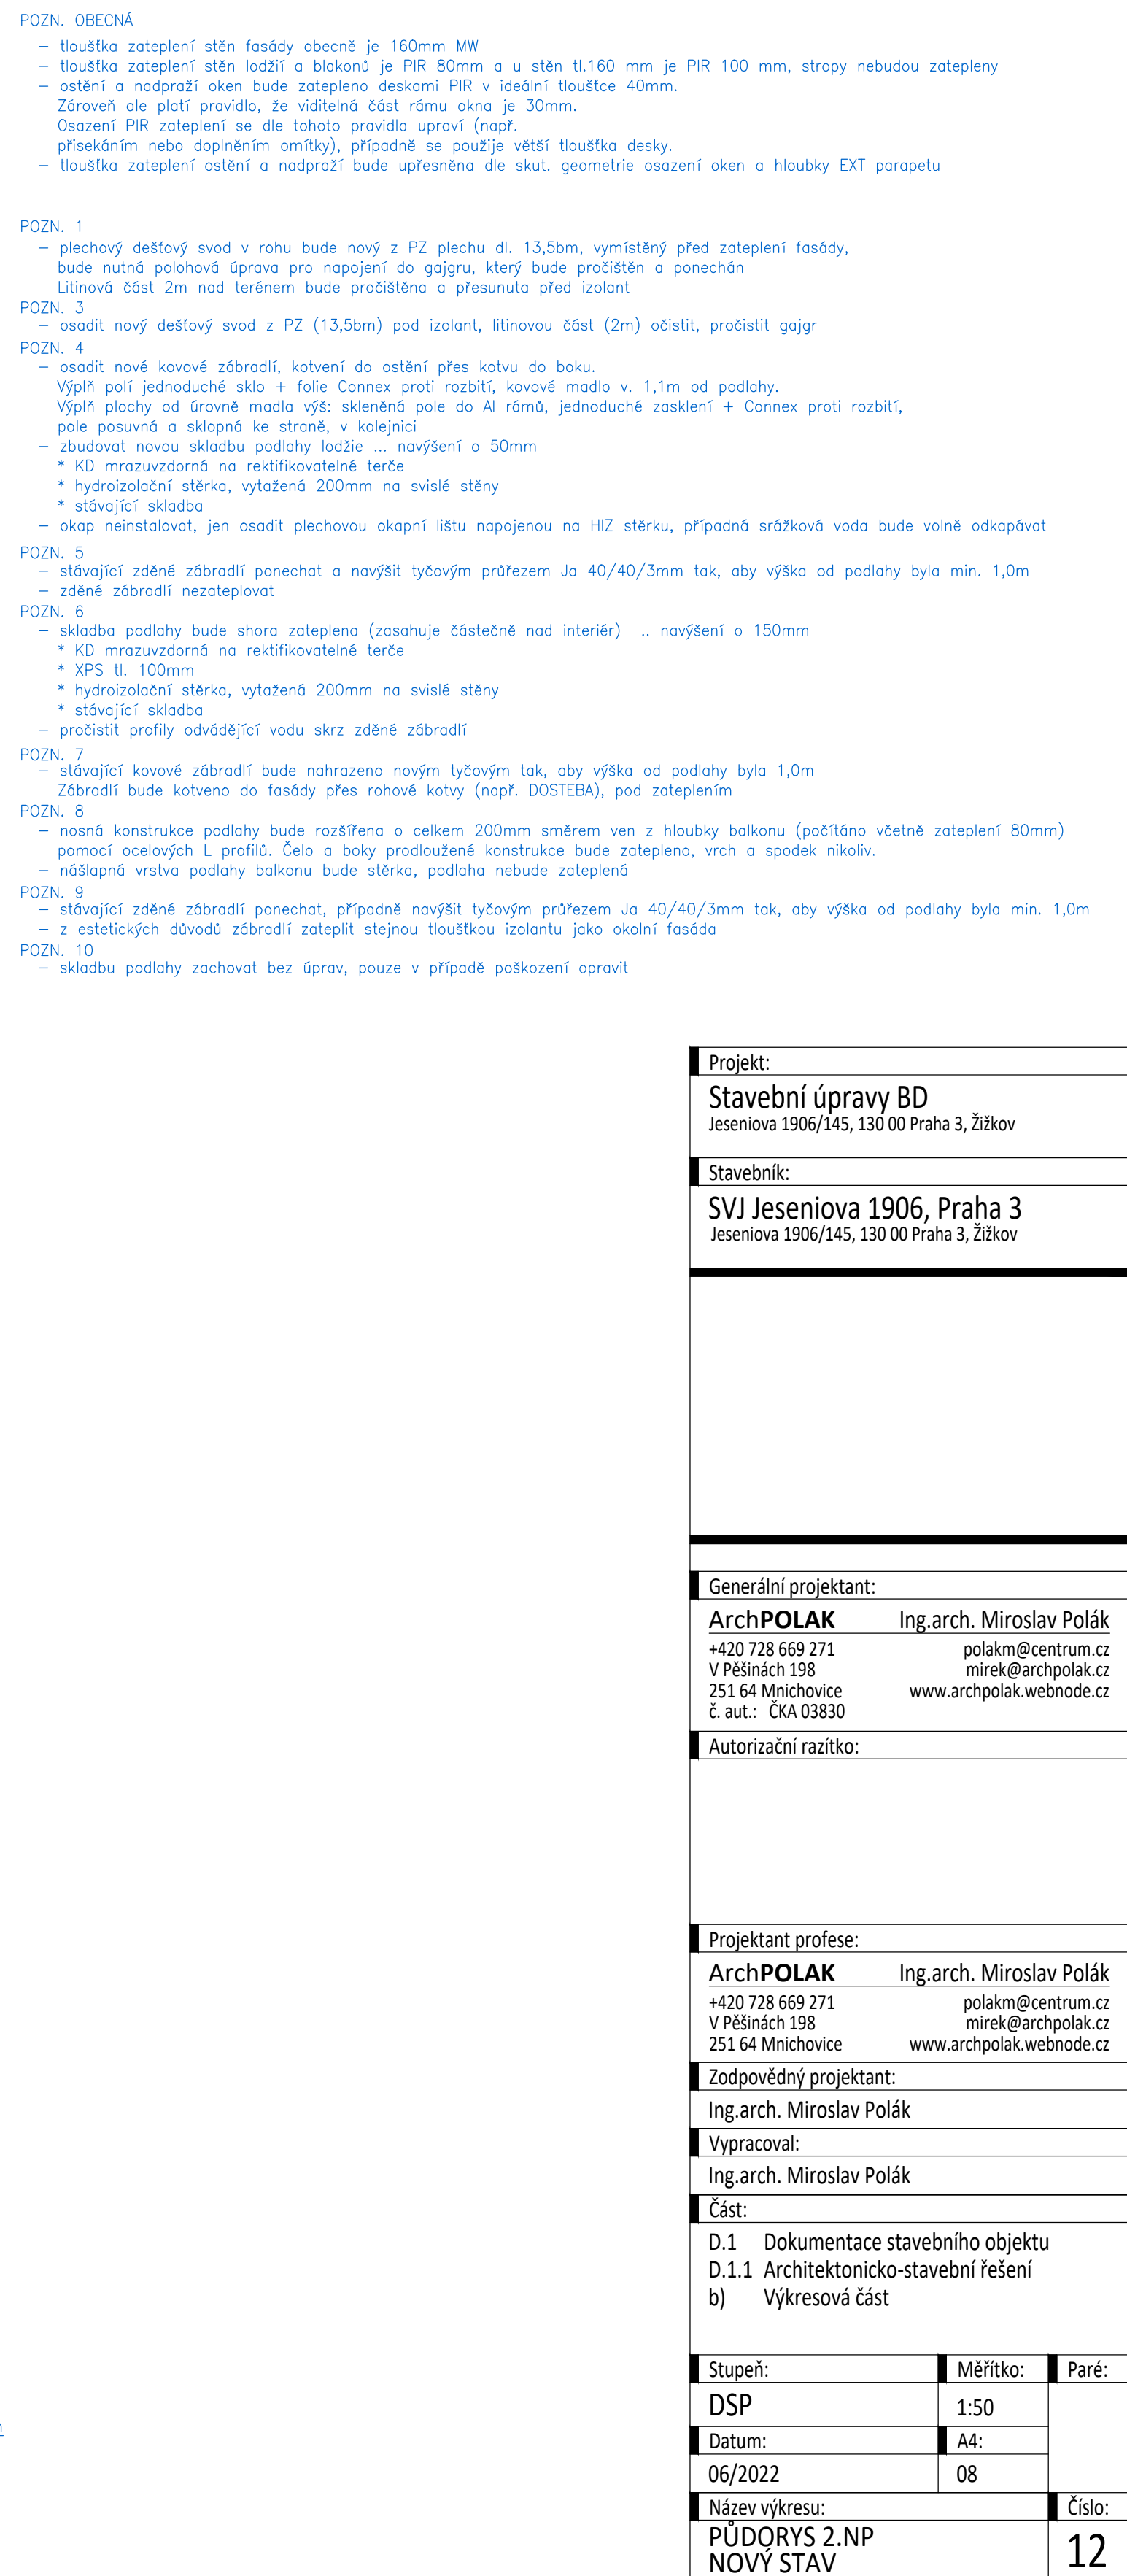 POZN. OBECNÁ
– tloušťka zateplení stěn fasády obecně je 160mm MW
– tloušťka zateplení stěn lodžií a blakonů je PIR 80mm a u stěn tl.160 mm je PIR 100 mm, stropy nebudou zatepleny
– ostění a nadpraží oken bude zatepleno deskami PIR v ideální tloušťce 40mm.
Zároveň ale platí pravidlo, že viditelná část rámu okna je 30mm.
Osazení PIR zateplení se dle tohoto pravidla upraví (např.
přisekáním nebo doplněním omítky), případně se použije větší tloušťka desky.
– tloušťka zateplení ostění a nadpraží bude upřesněna dle skut. geometrie osazení oken a hloubky EXT parapetu
POZN. 1
– plechový dešťový svod v rohu bude nový z PZ plechu dl. 13,5bm, vymístěný před zateplení fasády,
bude nutná polohová úprava pro napojení do gajgru, který bude pročištěn a ponechán
Litinová část 2m nad terénem bude pročištěna a přesunuta před izolant
POZN. 3
– osadit nový dešťový svod z PZ (13,5bm) pod izolant, litinovou část (2m) očistit, pročistit gajgr
POZN. 4
– osadit nové kovové zábradlí, kotvení do ostění přes kotvu do boku.
Výplň polí jednoduché sklo + folie Connex proti rozbití, kovové madlo v. 1,1m od podlahy.
Výplň plochy od úrovně madla výš: skleněná pole do Al rámů, jednoduché zasklení + Connex proti rozbití,
pole posuvná a sklopná ke straně, v kolejnici
– zbudovat novou skladbu podlahy lodžie ... navýšení o 50mm
* KD mrazuvzdorná na rektifikovatelné terče
* hydroizolační stěrka, vytažená 200mm na svislé stěny
* stávající skladba
– okap neinstalovat, jen osadit plechovou okapní lištu napojenou na HIZ stěrku, případná srážková voda bude volně odkapávat
POZN. 5
– stávající zděné zábradlí ponechat a navýšit tyčovým průřezem Ja 40/40/3mm tak, aby výška od podlahy byla min. 1,0m
– zděné zábradlí nezateplovat
POZN. 6
– skladba podlahy bude shora zateplena (zasahuje částečně nad interiér) .. navýšení o 150mm
* KD mrazuvzdorná na rektifikovatelné terče
* XPS tl. 100mm
* hydroizolační stěrka, vytažená 200mm na svislé stěny
* stávající skladba
– pročistit profily odvádějící vodu skrz zděné zábradlí
POZN. 7
– stávající kovové zábradlí bude nahrazeno novým tyčovým tak, aby výška od podlahy byla 1,0m
Zábradlí bude kotveno do fasády přes rohové kotvy (např. DOSTEBA), pod zateplením
POZN. 8
– nosná konstrukce podlahy bude rozšířena o celkem 200mm směrem ven z hloubky balkonu (počítáno včetně zateplení 80mm)
pomocí ocelových L profilů. Čelo a boky prodloužené konstrukce bude zatepleno, vrch a spodek nikoliv.
– nášlapná vrstva podlahy balkonu bude stěrka, podlaha nebude zateplená
POZN. 9
– stávající zděné zábradlí ponechat, případně navýšit tyčovým průřezem Ja 40/40/3mm tak, aby výška od podlahy byla min. 1,0m
– z estetických důvodů zábradlí zateplit stejnou tloušťkou izolantu jako okolní fasáda
POZN. 10
– skladbu podlahy zachovat bez úprav, pouze v případě poškození opravit
Projekt:
Stavební úpravy BD
Jeseniova 1906/145, 130 00 Praha 3, Žižkov
Stavebník:
SVJ Jeseniova 1906, Praha 3
Jeseniova 1906/145, 130 00 Praha 3, Žižkov
Generální projektant:
ArchPOLAK Ing.arch. Miroslav Polák
+420 728 669 271 polakm@centrum.cz
V Pěšinách 198 mirek@archpolak.cz
251 64 Mnichovice www.archpolak.webnode.cz
č. aut.: ČKA 03830
Autorizační razítko:
Projektant profese:
ArchPOLAK Ing.arch. Miroslav Polák
+420 728 669 271 polakm@centrum.cz
V Pěšinách 198 mirek@archpolak.cz
251 64 Mnichovice www.archpolak.webnode.cz
Zodpovědný projektant:
Ing.arch. Miroslav Polák
Vypracoval:
Ing.arch. Miroslav Polák
Část:
D.1 Dokumentace stavebního objektu
D.1.1 Architektonicko-stavební řešení
b) Výkresová část
Stupeň: Měřítko: Paré:
DSP 1:50
Datum: A4:
06/2022 08
Název výkresu: Číslo:
PŮDORYS 2.NP 12
NOVÝ STAV